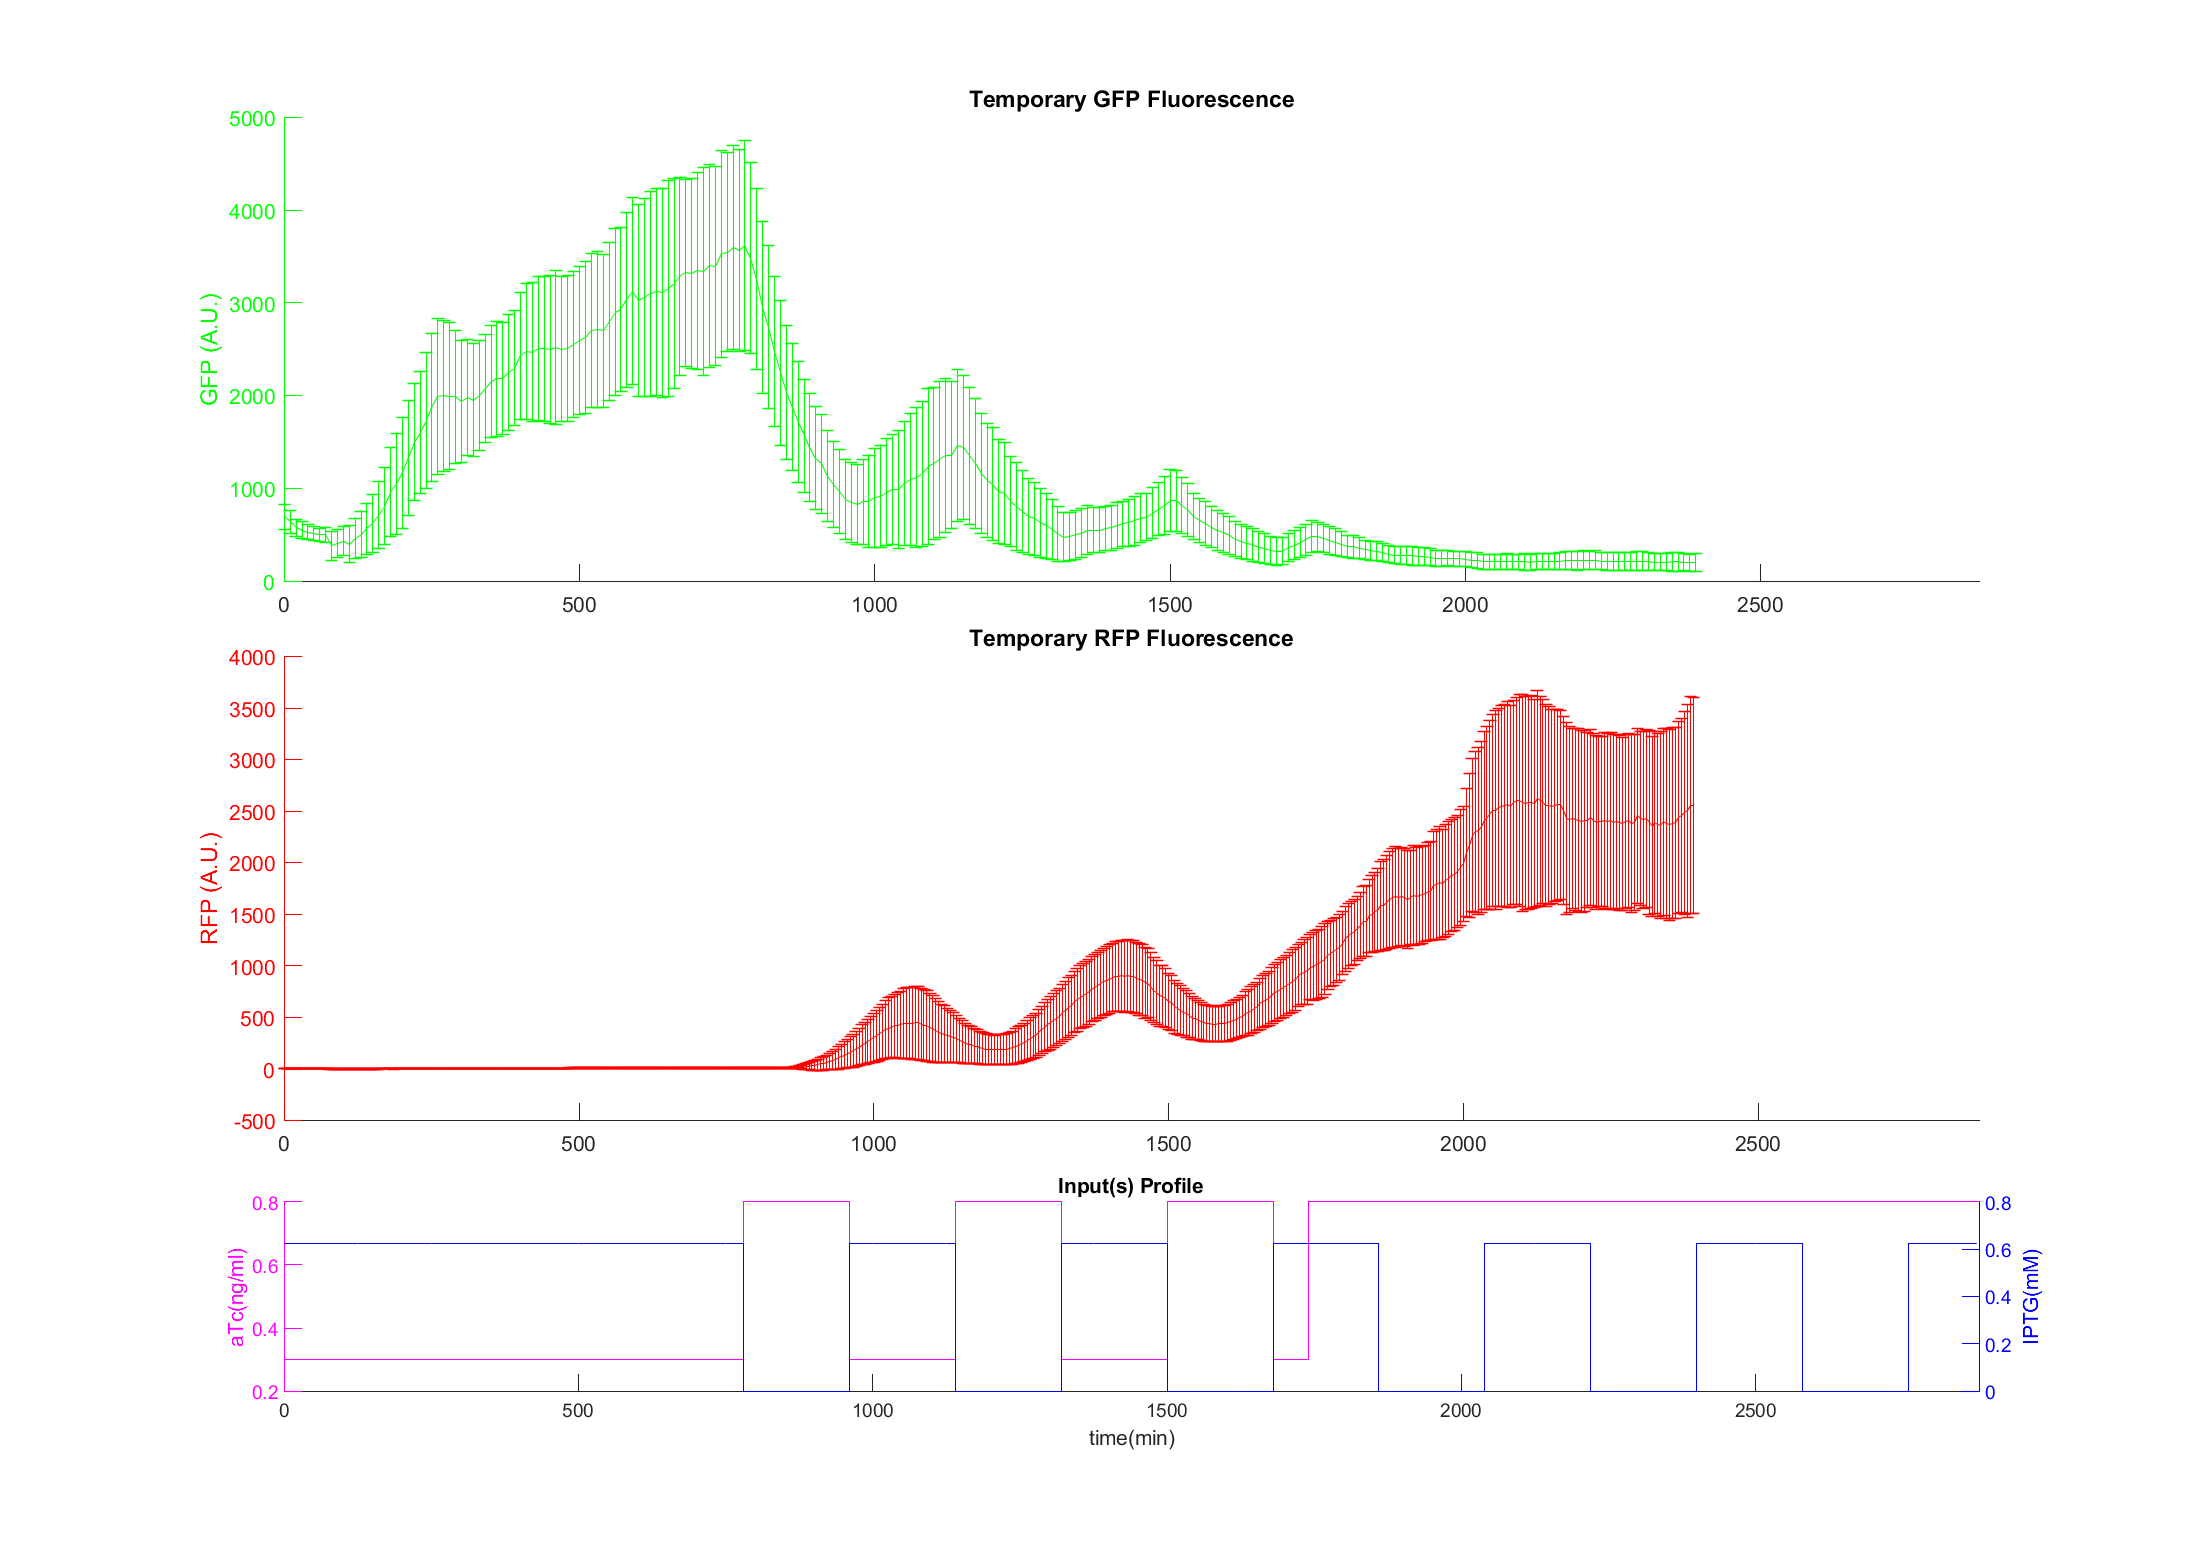 Temporary GFP Fluorescence
GFP (A.U.)
5000
4000
3000
2000
1000
0
0 500 1000 1500 2000 2500
Temporary RFP Fluorescence
RFP (A.U.)
4000
3500
3000
2500
2000
1500
1000
500
0
-500
0 500 1000 1500 2000 2500
Input(s) Profile
aTc(ng/ml)
0.8
0.6
0.4
0.2
0.8
0.6
0.4
0.2
0
IPTG(mM)
0 500 1000 1500 2000 2500
time(min)